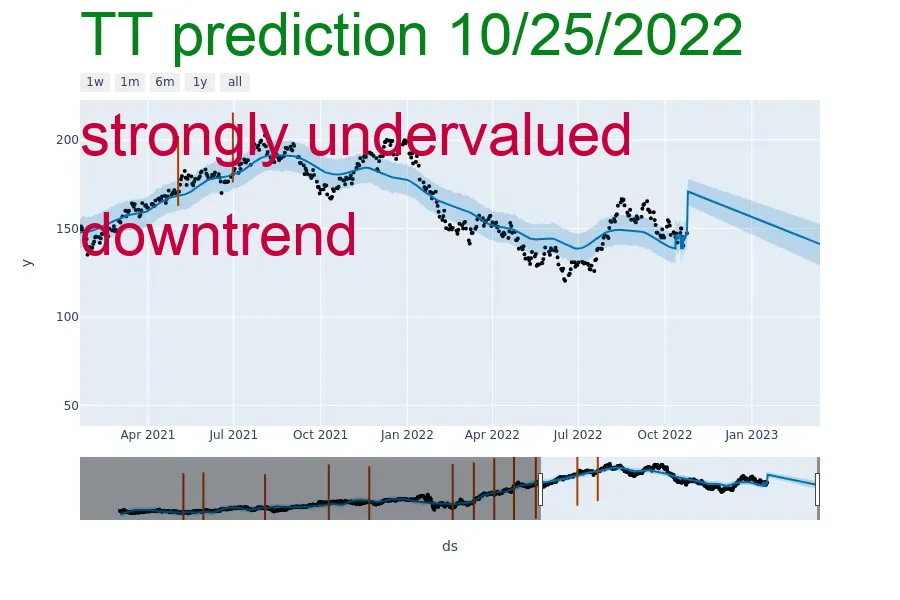 TT prediction 10/25/2022
1w 1m 6m 1y all
strongly undervalued
downtrend
200
150
100
50
y
Apr 2021 Jul 2021 Oct 2021 Jan 2022 Apr 2022 Jul 2022 Oct 2022 Jan 2023
ds